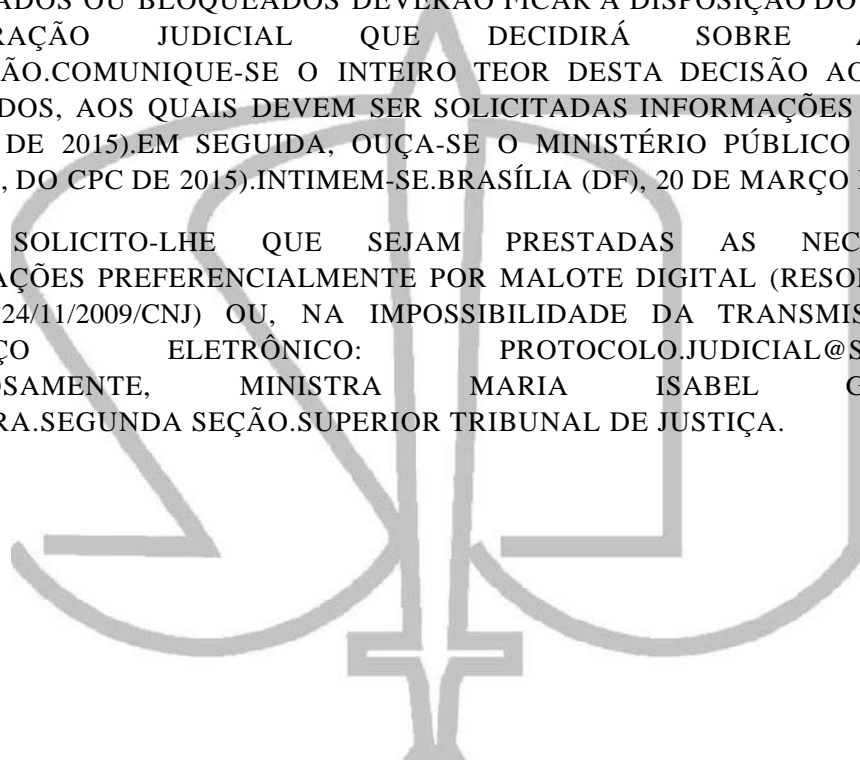 ADOS OU BLOQUEADOS DEVERÃO FICAR À DISPOSIÇÃO DO
RAÇÃO JUDICIAL QUE DECIDIRÁ SOBRE A
ÃO.COMUNIQUE-SE O INTEIRO TEOR DESTA DECISÃO AO
DOS, AOS QUAIS DEVEM SER SOLICITADAS INFORMAÇÕES
DE 2015).EM SEGUIDA, OUÇA-SE O MINISTÉRIO PÚBLICO
, DO CPC DE 2015).INTIMEM-SE.BRASÍLIA (DF), 20 DE MARÇO
SOLICITO-LHE QUE SEJAM PRESTADAS AS NEC
AÇÕES PREFERENCIALMENTE POR MALOTE DIGITAL (RESO
24/11/2009/CNJ) OU, NA IMPOSSIBILIDADE DA TRANSMIS
ÇO ELETRÔNICO: PROTOCOLO.JUDICIAL@S
OSAMENTE, MINISTRA MARIA ISABEL G
RA.SEGUNDA SEÇÃO.SUPERIOR TRIBUNAL DE JUSTIÇA.